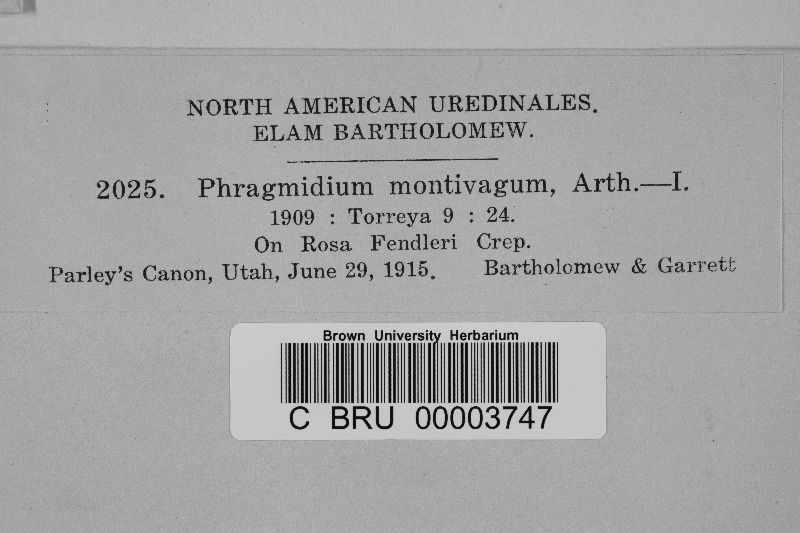 NORTH AMERICAN UREDINALES.
ELAM BARTHOLOMEW.
2025. Phragmidium montivagum, Arth.—I.
1909 : Torreya 9 : 24.
On Rosa Fendleri Crep.
Parley's Canon, Utah, June 29, 1915. Bartholomew & Garrett
Brown University Herbarium
C BRU 00003747